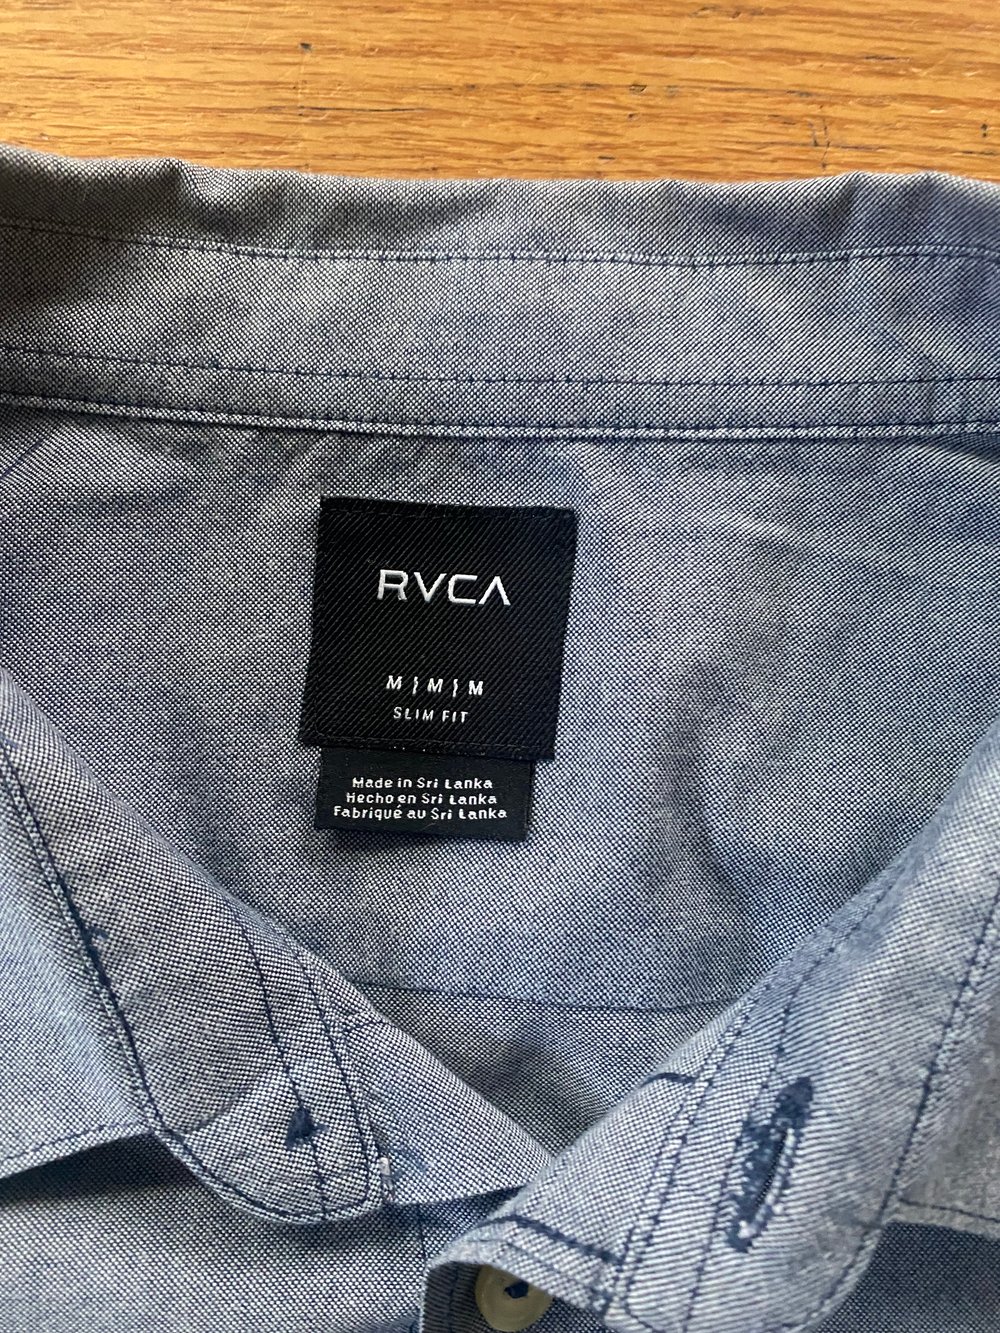 RVCA
M | M | M
SLIM FIT
Made in Sri Lanka
Hecho en Sri Lanka
Fabriqué au Sri Lanka